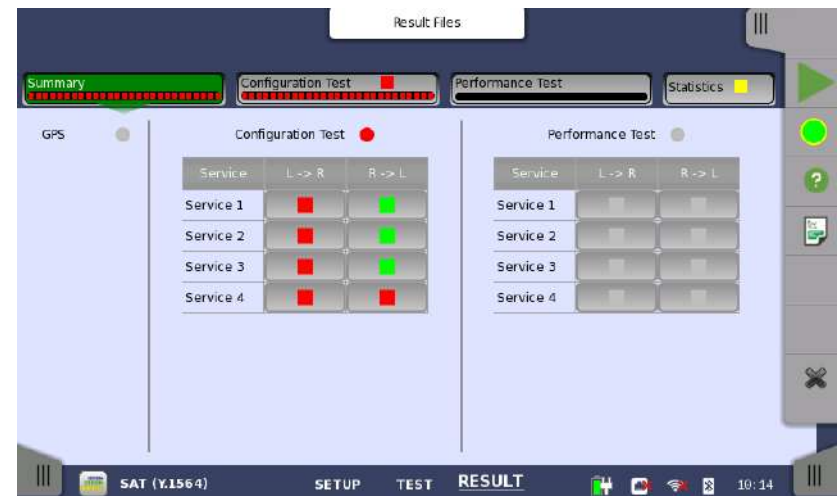 Result Files
Summary
Configuration Test
Performance Test
Statistics
GPS
Configuration Test
Performance Test
Service L -> R R -> L
Service L -> R R -> L
Service 1
Service 1
Service 2
Service 2
Service 3
Service 3
Service 4
Service 4
SAT (Y.1564)
SETUP
TEST
RESULT
10:14